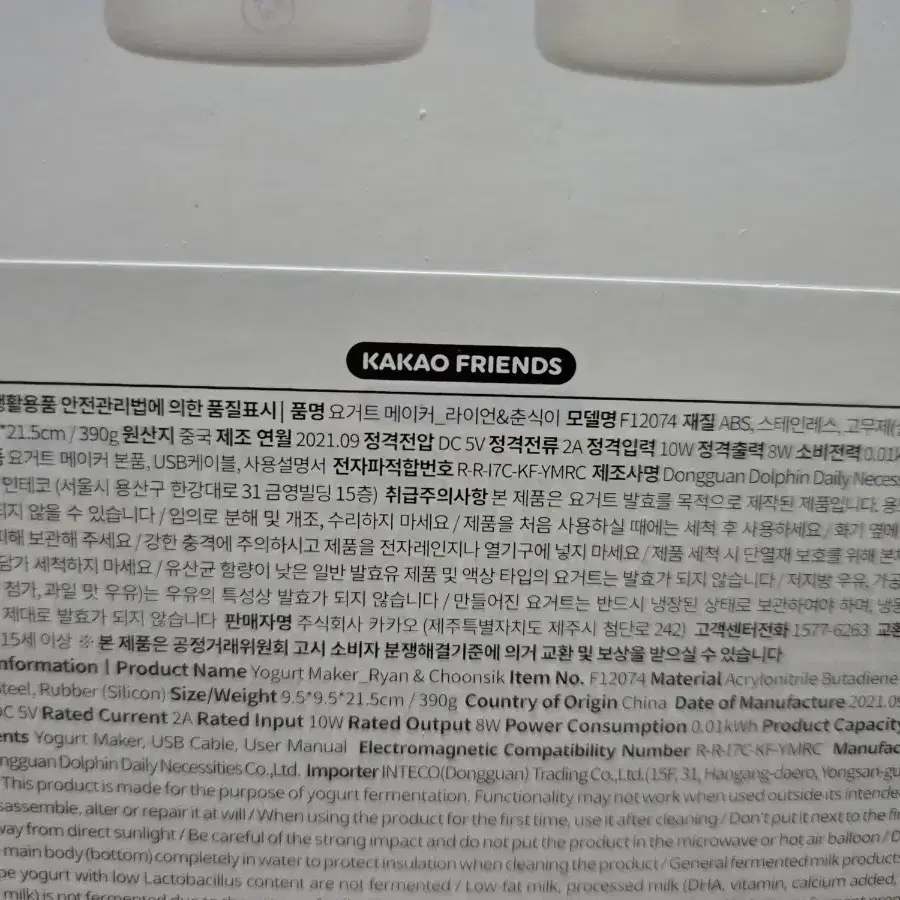 KAKAO FRIENDS
생활용품 안전관리법에 의한 품질표시 | 품명 요거트 메이커_라이언&춘식이 모델명 F12074 재질 ABS, 스테인레스, 고무제(
*21.5cm / 390g 원산지 중국 제조 연월 2021.09 정격전압 DC 5V 정격전류 2A 정격입력 10W 정격출력 8W 소비전력 0.01k
요거트 메이커 본품, USB케이블, 사용설명서 전자파적합번호 R-R-I7C-KF-YMRC 제조사명 Dongguan Dolphin Daily Necess
인테코 (서울시 용산구 한강대로 31 금영빌딩 15층) 취급주의사항 본 제품은 요거트 발효를 목적으로 제작된 제품입니다. 용도
되지 않을 수 있습니다 / 임의로 분해 및 개조, 수리하지 마세요 / 제품을 처음 사용하실 때에는 세척 후 사용하세요 / 화기 옆에
피해 보관해 주세요 / 강한 충격에 주의하시고 제품을 전자레인지나 열기구에 넣지 마세요 / 제품 세척 시 단열재 보호를 위해 본체
담가 세척하지 마세요 / 유산균 함량이 낮은 일반 발효유 제품 및 액상 타입의 요거트는 발효가 되지 않습니다 / 저지방 우유, 가공
첨가, 과일 맛 우유)는 우유의 특성상 발효가 되지 않습니다 / 만들어진 요거트는 반드시 냉장된 상태로 보관하여야 하며, 냉동
제대로 발효가 되지 않습니다 판매자명 주식회사 카카오 (제주특별자치도 제주시 첨단로 242) 고객센터전화 1577-6263 교환
15세 이상 ※ 본 제품은 공정거래위원회 고시 소비자 분쟁해결기준에 의거 교환 및 보상을 받으실 수 있습니다
nformation | Product Name Yogurt Maker_Ryan & Choonsik Item No. F12074 Material Acrylonitrile Butadiene
teel, Rubber (Silicon) Size/Weight 9.5*9.5*21.5cm / 390g Country of Origin China Date of Manufacture 2021.09
DC 5V Rated Current 2A Rated Input 10W Rated Output 8W Power Consumption 0.01kWh Product Capacity
ents Yogurt Maker, USB Cable, User Manual Electromagnetic Compatibility Number R-R-I7C-KF-YMRC Manufac
ngguan Dolphin Daily Necessities Co.,Ltd. Importer INTECO(Dongguan) Trading Co.,Ltd.(15F, 31, Hangang-daero, Yongsan-gu
This product is made for the purpose of yogurt fermentation. Functionality may not work when used outside its intende
sassemble, alter or repair it at will / When using the product for the first time, use it after cleaning / Don't put it next to the fi
way from direct sunlight / Be careful of the strong impact and do not put the product in the microwave or hot air balloon / D
main body (bottom) completely in water to protect insulation when cleaning the product / General fermented milk products
pe yogurt with low Lactobacillus content are not fermented / Low-fat milk, processed milk (DHA, vitamin, calcium added,
milk) is not fermented due to the